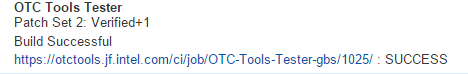 OTC Tools Tester
Patch Set 2: Verified+1
Build Successful
https://otctools.jf.intel.com/ci/job/OTC-Tools-Tester-gbs/1025/ : SUCCESS